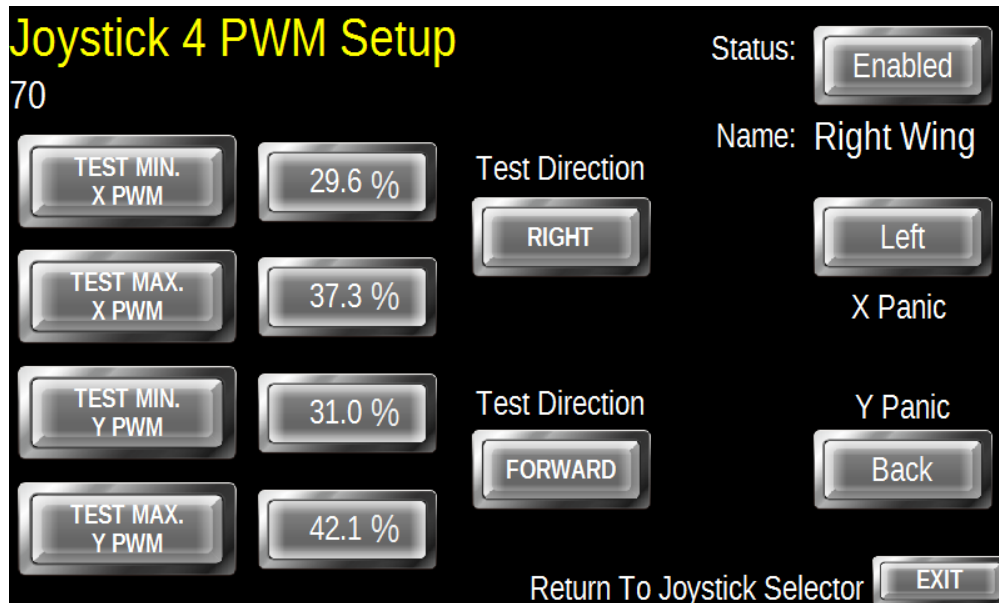 Joystick 4 PWM Setup
Status:
Enabled
70
Name:
Right Wing
TEST MIN.
X PWM
29.6 %
Test Direction
RIGHT
Left
TEST MAX.
X PWM
37.3 %
X Panic
TEST MIN.
Y PWM
31.0 %
Test Direction
Y Panic
FORWARD
Back
TEST MAX.
Y PWM
42.1 %
Return To Joystick Selector
EXIT